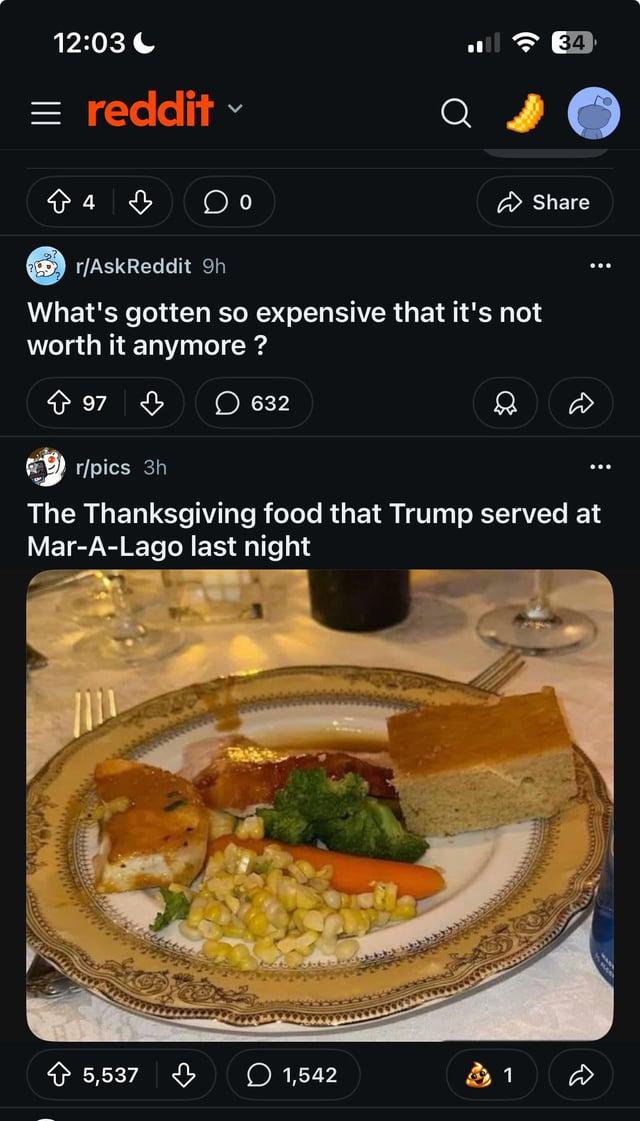 12:03
34
reddit
4
0
Share
r/AskReddit 9h
What's gotten so expensive that it's not
worth it anymore ?
97
632
r/pics 3h
The Thanksgiving food that Trump served at
Mar-A-Lago last night
5,537
1,542
1